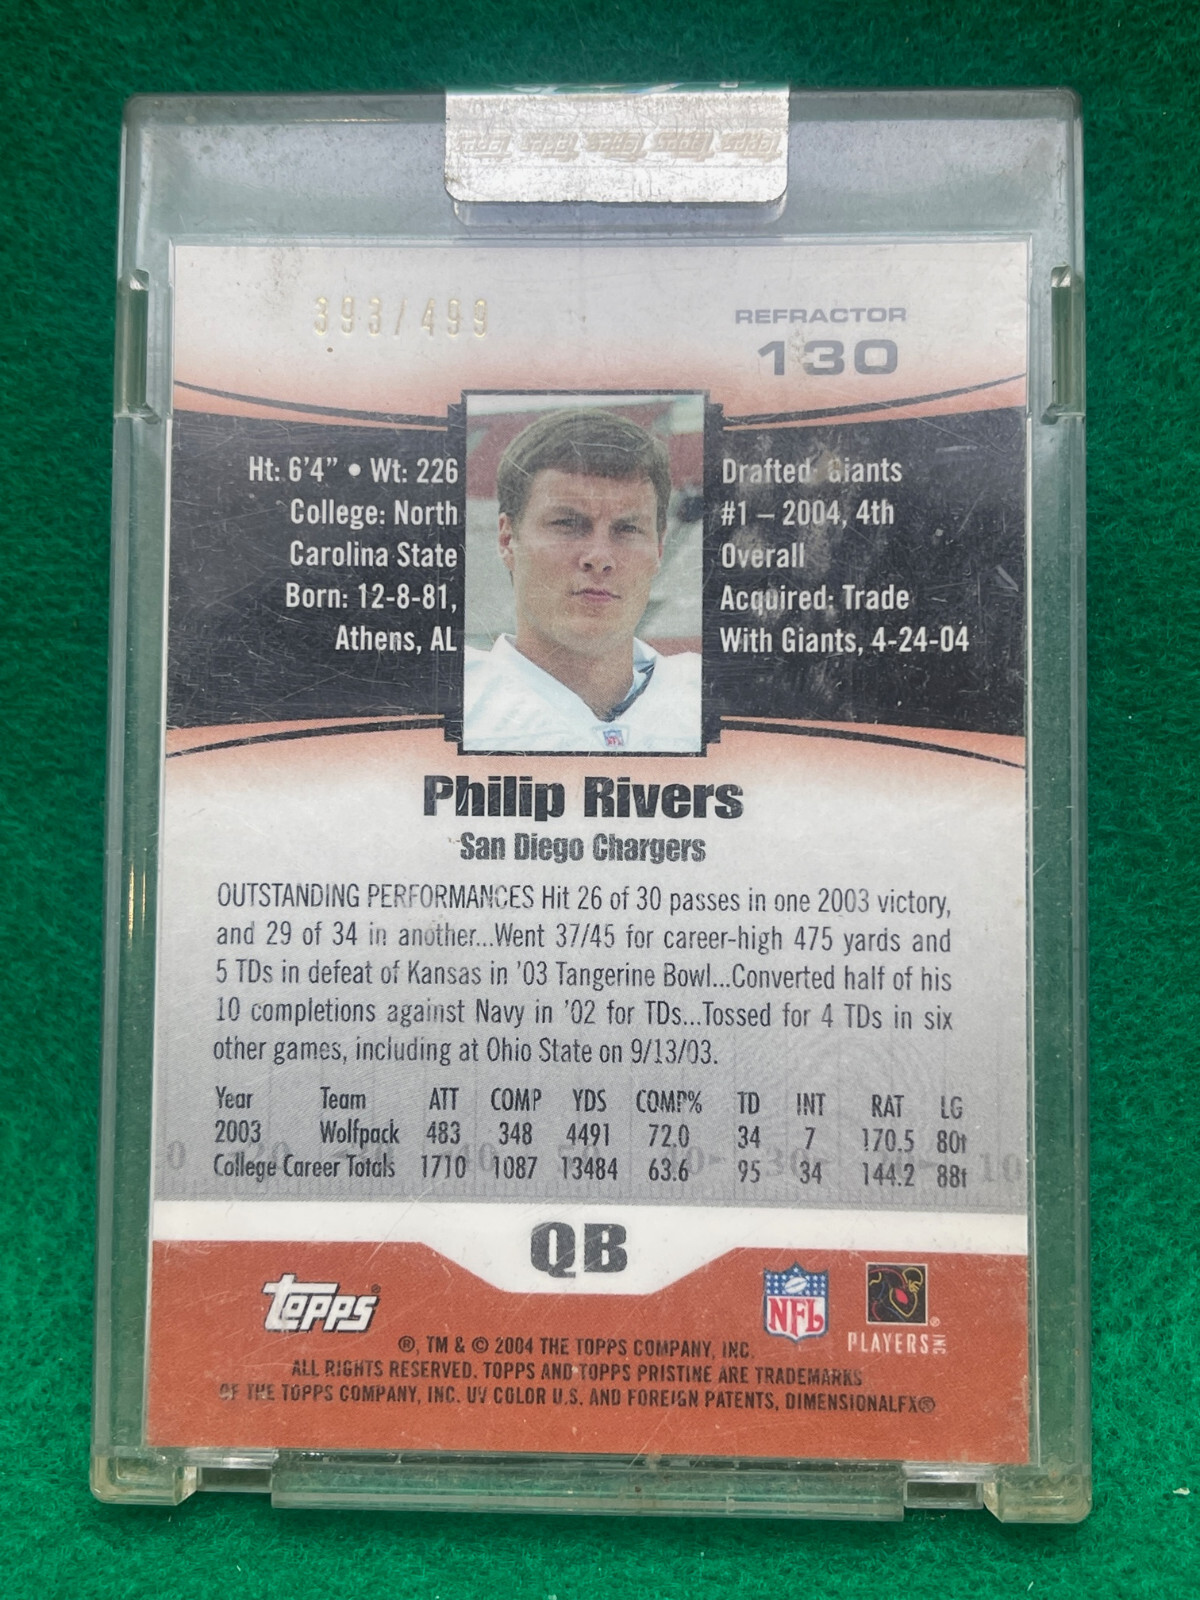 Topps Topps Topps Topps Topps
393/499
REFRACTOR
130
Ht: 6'4" • Wt: 226
College: North
Carolina State
Born: 12-8-81,
Athens, AL
Drafted: Giants
#1 – 2004, 4th
Overall
Acquired: Trade
With Giants, 4-24-04
NFL
Philip Rivers
San Diego Chargers
OUTSTANDING PERFORMANCES Hit 26 of 30 passes in one 2003 victory,
and 29 of 34 in another...Went 37/45 for career-high 475 yards and
5 TDs in defeat of Kansas in '03 Tangerine Bowl...Converted half of his
10 completions against Navy in '02 for TDs...Tossed for 4 TDs in six
other games, including at Ohio State on 9/13/03.
Year Team ATT COMP YDS COMP% TD INT RAT LG
2003 Wolfpack 483 348 4491 72.0 34 7 170.5 80t
College Career Totals 1710 1087 13484 63.6 95 34 144.2 88t
QB
Topps®
NFL
PLAYERS INC ®
®, TM & © 2004 THE TOPPS COMPANY, INC.
ALL RIGHTS RESERVED. TOPPS AND TOPPS PRISTINE ARE TRADEMARKS
OF THE TOPPS COMPANY, INC. UV COLOR U.S. AND FOREIGN PATENTS, DIMENSIONALFX®